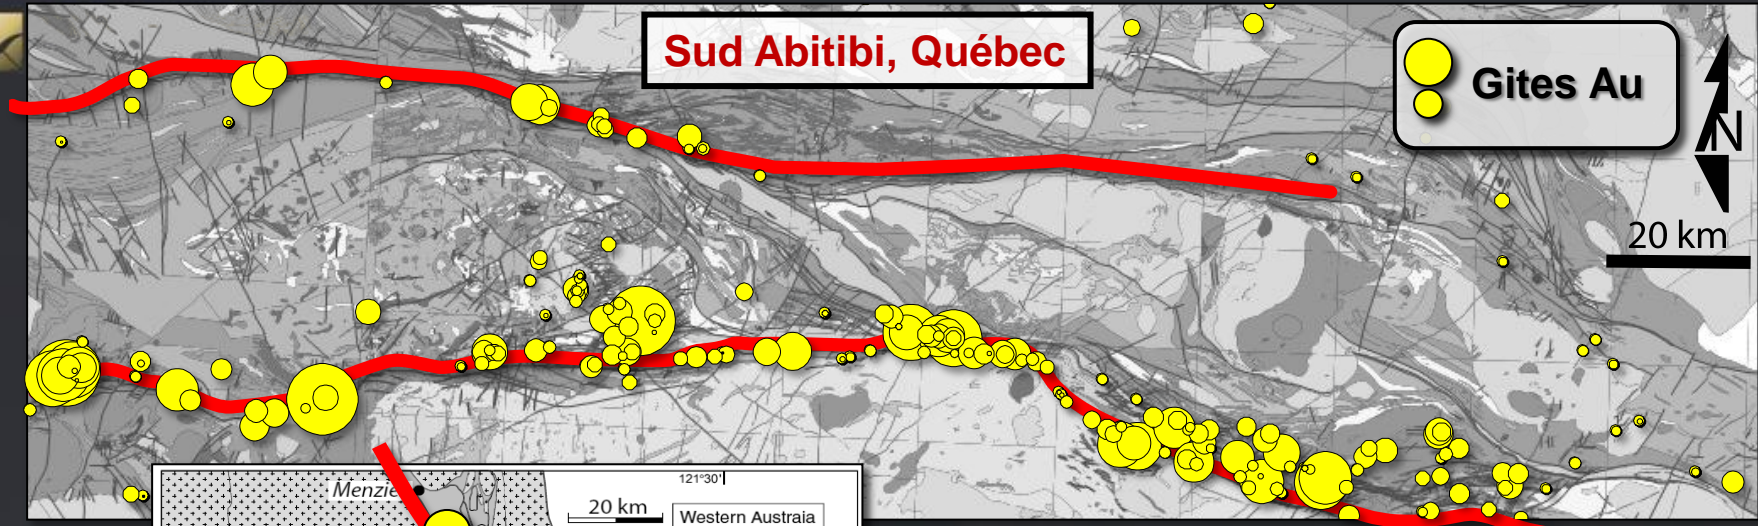 Sud Abitibi, Québec
Gites Au
N
20 km
Menzie
121°30'
20 km
Western Austraia